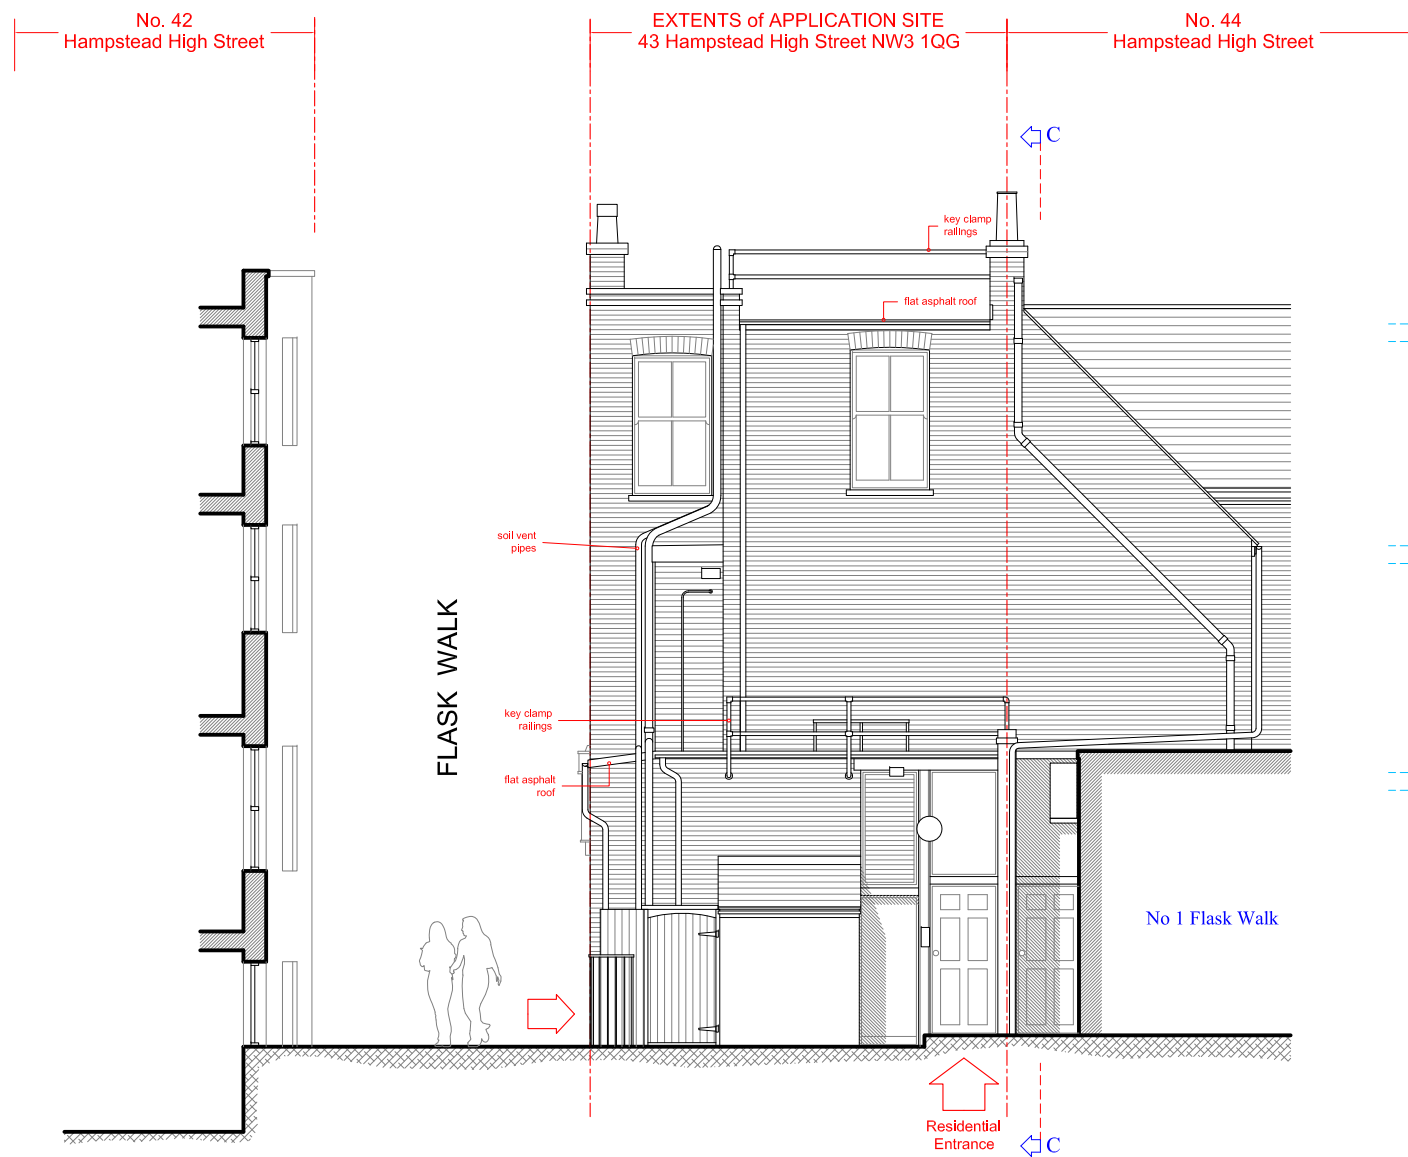 No. 42
Hampstead High Street
EXTENTS of APPLICATION SITE
43 Hampstead High Street NW3 1QG
No. 44
Hampstead High Street
C
key clamp
railings
flat asphalt roof
soil vent
pipes
FLASK WALK
key clamp
railings
flat asphalt
roof
No 1 Flask Walk
Residential
Entrance
C